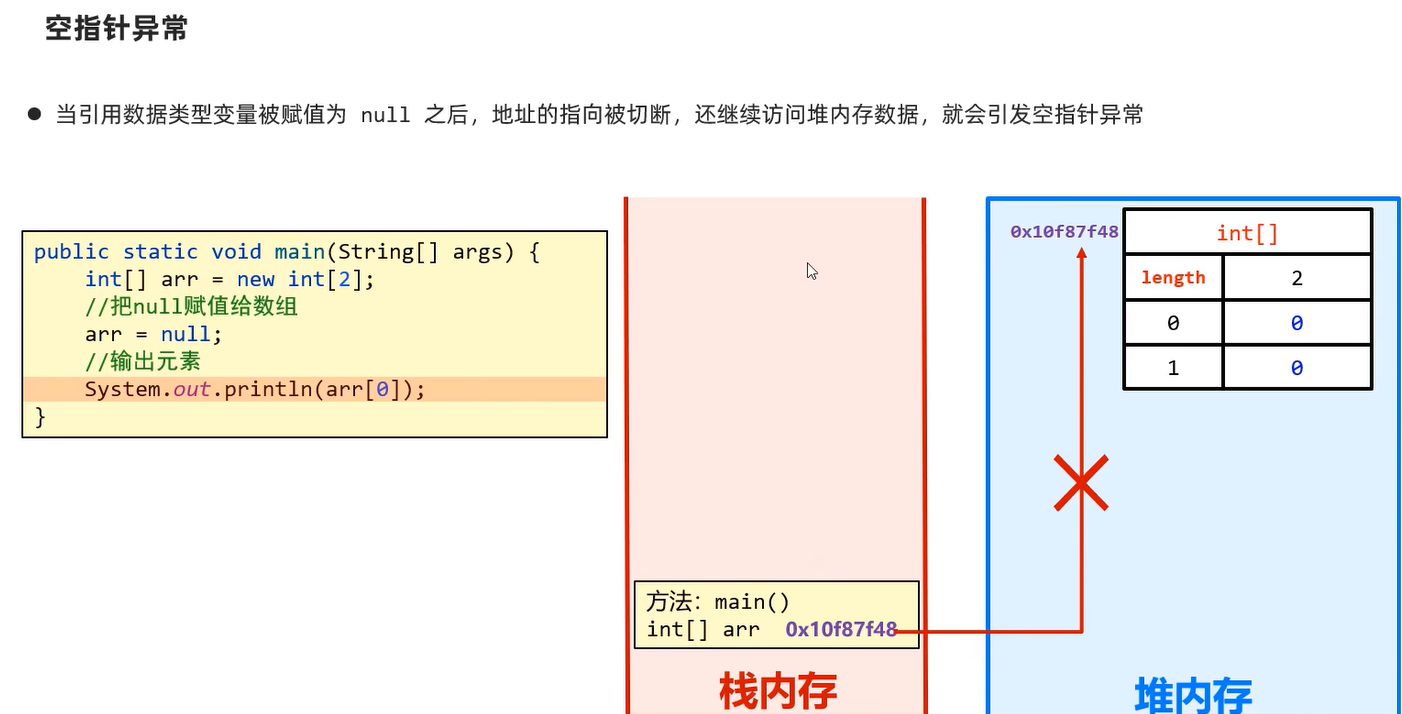 空指针异常
● 当引用数据类型变量被赋值为 null 之后，地址的指向被切断，还继续访问堆内存数据，就会引发空指针异常
public static void main(String[] args) {
    int[] arr = new int[2];
    //把null赋值给数组
    arr = null;
    //输出元素
    System.out.println(arr[0]);
}
方法：main()
int[] arr 0x10f87f48
栈内存
0x10f87f48
int[]
length 2
0 0
1 0
堆内存